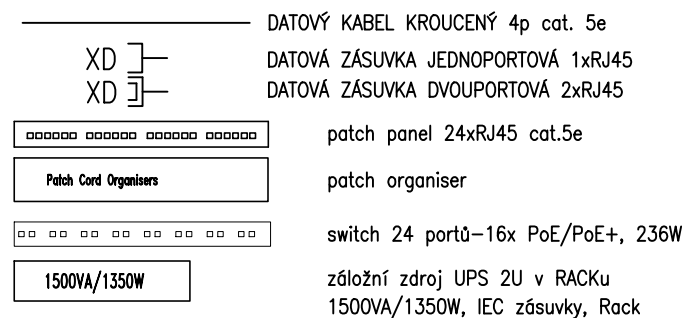 DATOVÝ KABEL KROUCENÝ 4p cat. 5e
XD DATOVÁ ZÁSUVKA JEDNOPORTOVÁ 1xRJ45
XD DATOVÁ ZÁSUVKA DVOUPORTOVÁ 2xRJ45
patch panel 24xRJ45 cat.5e
Patch Cord Organisers patch organiser
switch 24 portů–16x PoE/PoE+, 236W
1500VA/1350W záložní zdroj UPS 2U v RACKu
1500VA/1350W, IEC zásuvky, Rack